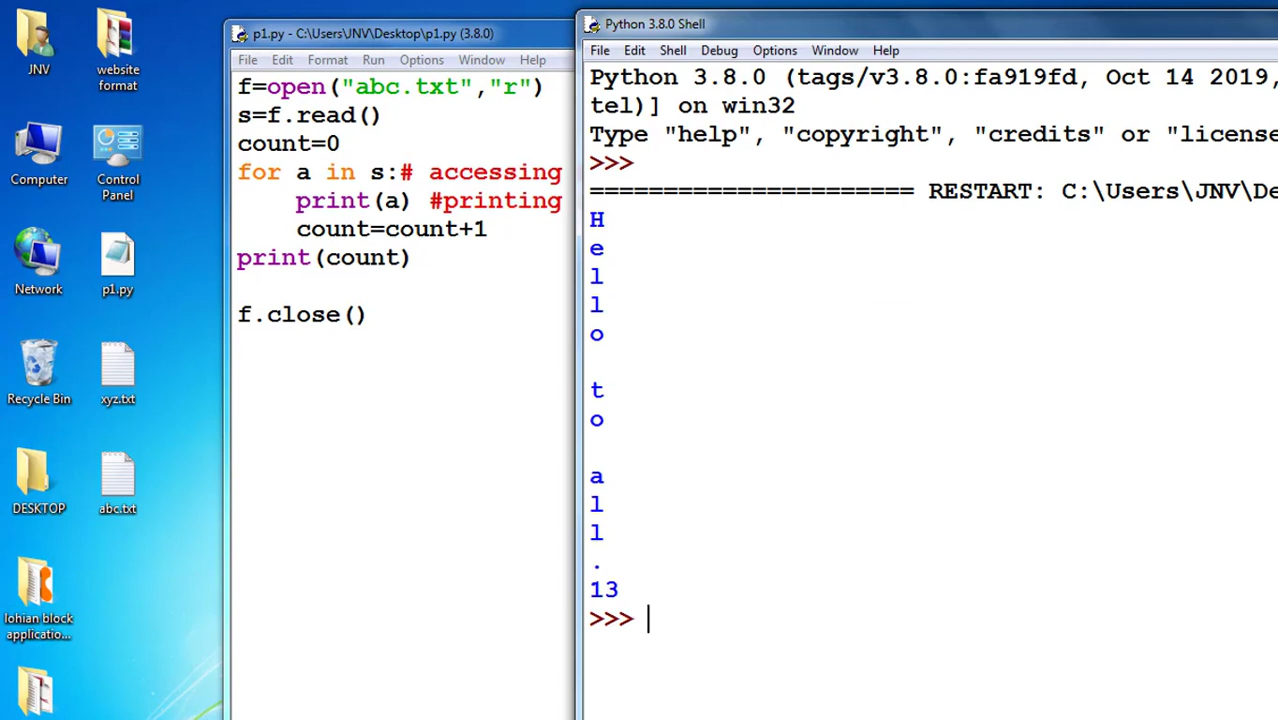 JNV
website
format
Computer
Control
Panel
Network
p1.py
Recycle Bin
xyz.txt
DESKTOP
abc.txt
lohian block
applicatio...
p1.py - C:\Users\JNV\Desktop\p1.py (3.8.0)
File Edit Format Run Options Window Help
f=open("abc.txt","r")
s=f.read()
count=0
for a in s:# accessing
print(a) #printing
count=count+1
print(count)
f.close()
Python 3.8.0 Shell
File Edit Shell Debug Options Window Help
Python 3.8.0 (tags/v3.8.0:fa919fd, Oct 14 2019,
tel)] on win32
Type "help", "copyright", "credits" or "license
>>>
====================== RESTART: C:\Users\JNV\De
H
e
l
l
o
t
o
a
l
l
.
13
>>>